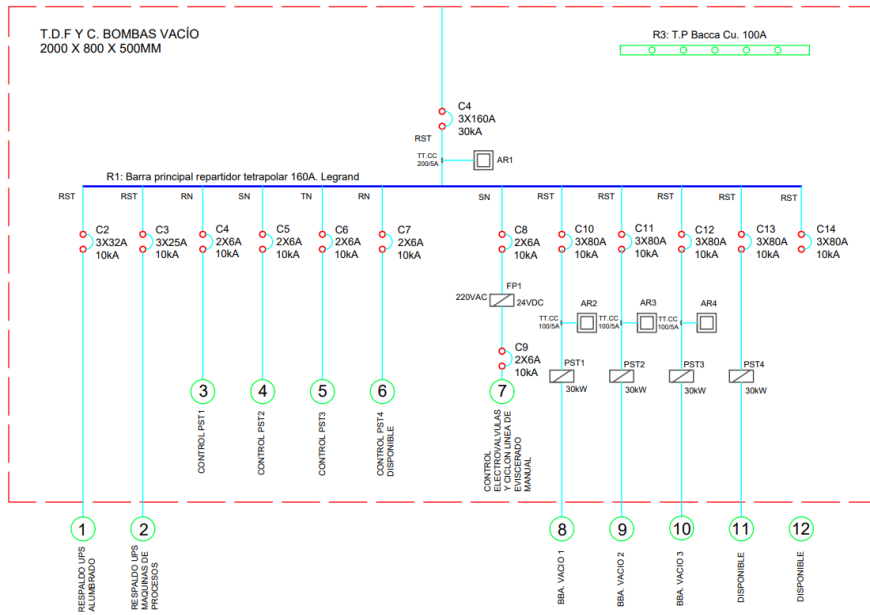 T.D.F Y C. BOMBAS VACÍO
2000 X 800 X 500MM
R3: T.P Bacca Cu. 100A
C4
3X160A
30kA
RST
TT.CC
200/5A
AR1
R1: Barra principal repartidor tetrapolar 160A. Legrand
RST
RST
RN
SN
TN
RN
SN
RST
RST
RST
RST
RST
C2
3X32A
10kA
C3
3X25A
10kA
C4
2X6A
10kA
C5
2X6A
10kA
C6
2X6A
10kA
C7
2X6A
10kA
C8
2X6A
10kA
C10
3X80A
10kA
C11
3X80A
10kA
C12
3X80A
10kA
C13
3X80A
10kA
C14
3X80A
10kA
FP1
220VAC
24VDC
TT.CC
100/5A
AR2
TT.CC
100/5A
AR3
TT.CC
100/5A
AR4
C9
2X6A
10kA
PST1
30kW
PST2
30kW
PST3
30kW
PST4
30kW
3
4
5
6
7
CONTROL PST1
CONTROL PST2
CONTROL PST3
CONTROL PST4
DISPONIBLE
CONTROL
ELECTROVALVULAS
Y CICLON LINEA DE
EVISCERADO
MANUAL
1
2
8
9
10
11
12
RESPALDO UPS
ALUMBRADO
RESPALDO UPS
MAQUINAS DE
PROCESOS
BBA. VACIO 1
BBA. VACIO 2
BBA. VACIO 3
DISPONIBLE
DISPONIBLE